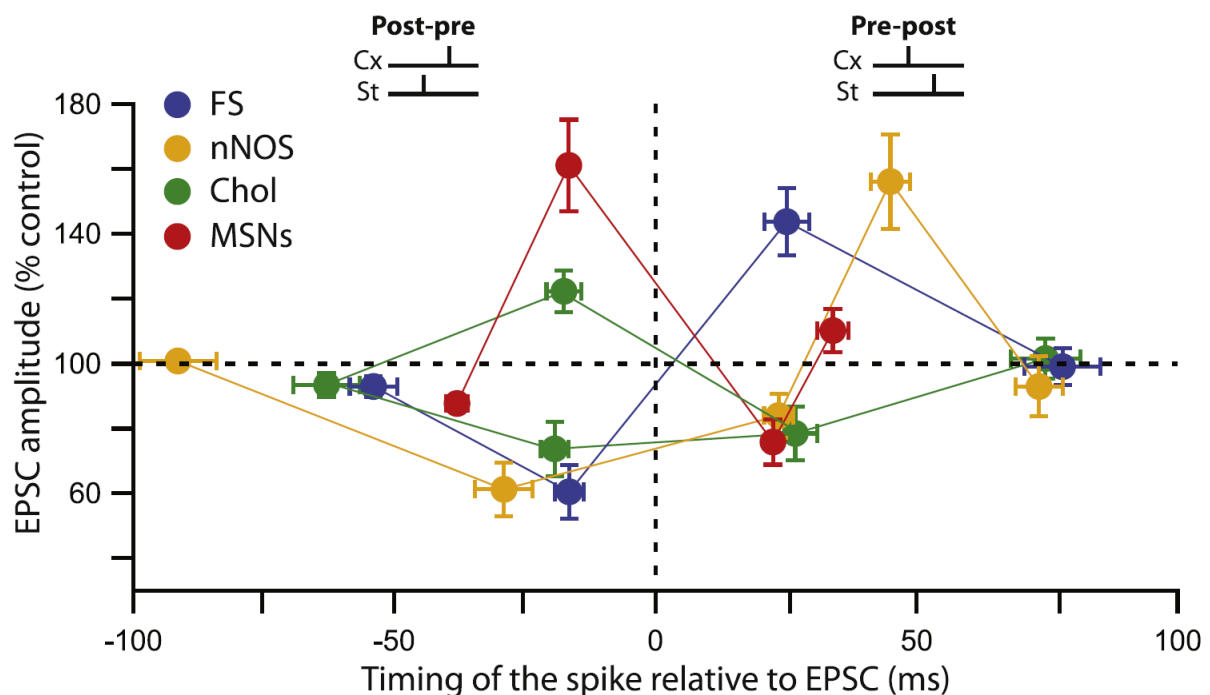 Post-pre
Cx
St
Pre-post
Cx
St
FS
nNOS
Chol
MSNs
EPSC amplitude (% control)
180
140
100
60
-100
-50
0
50
100
Timing of the spike relative to EPSC (ms)